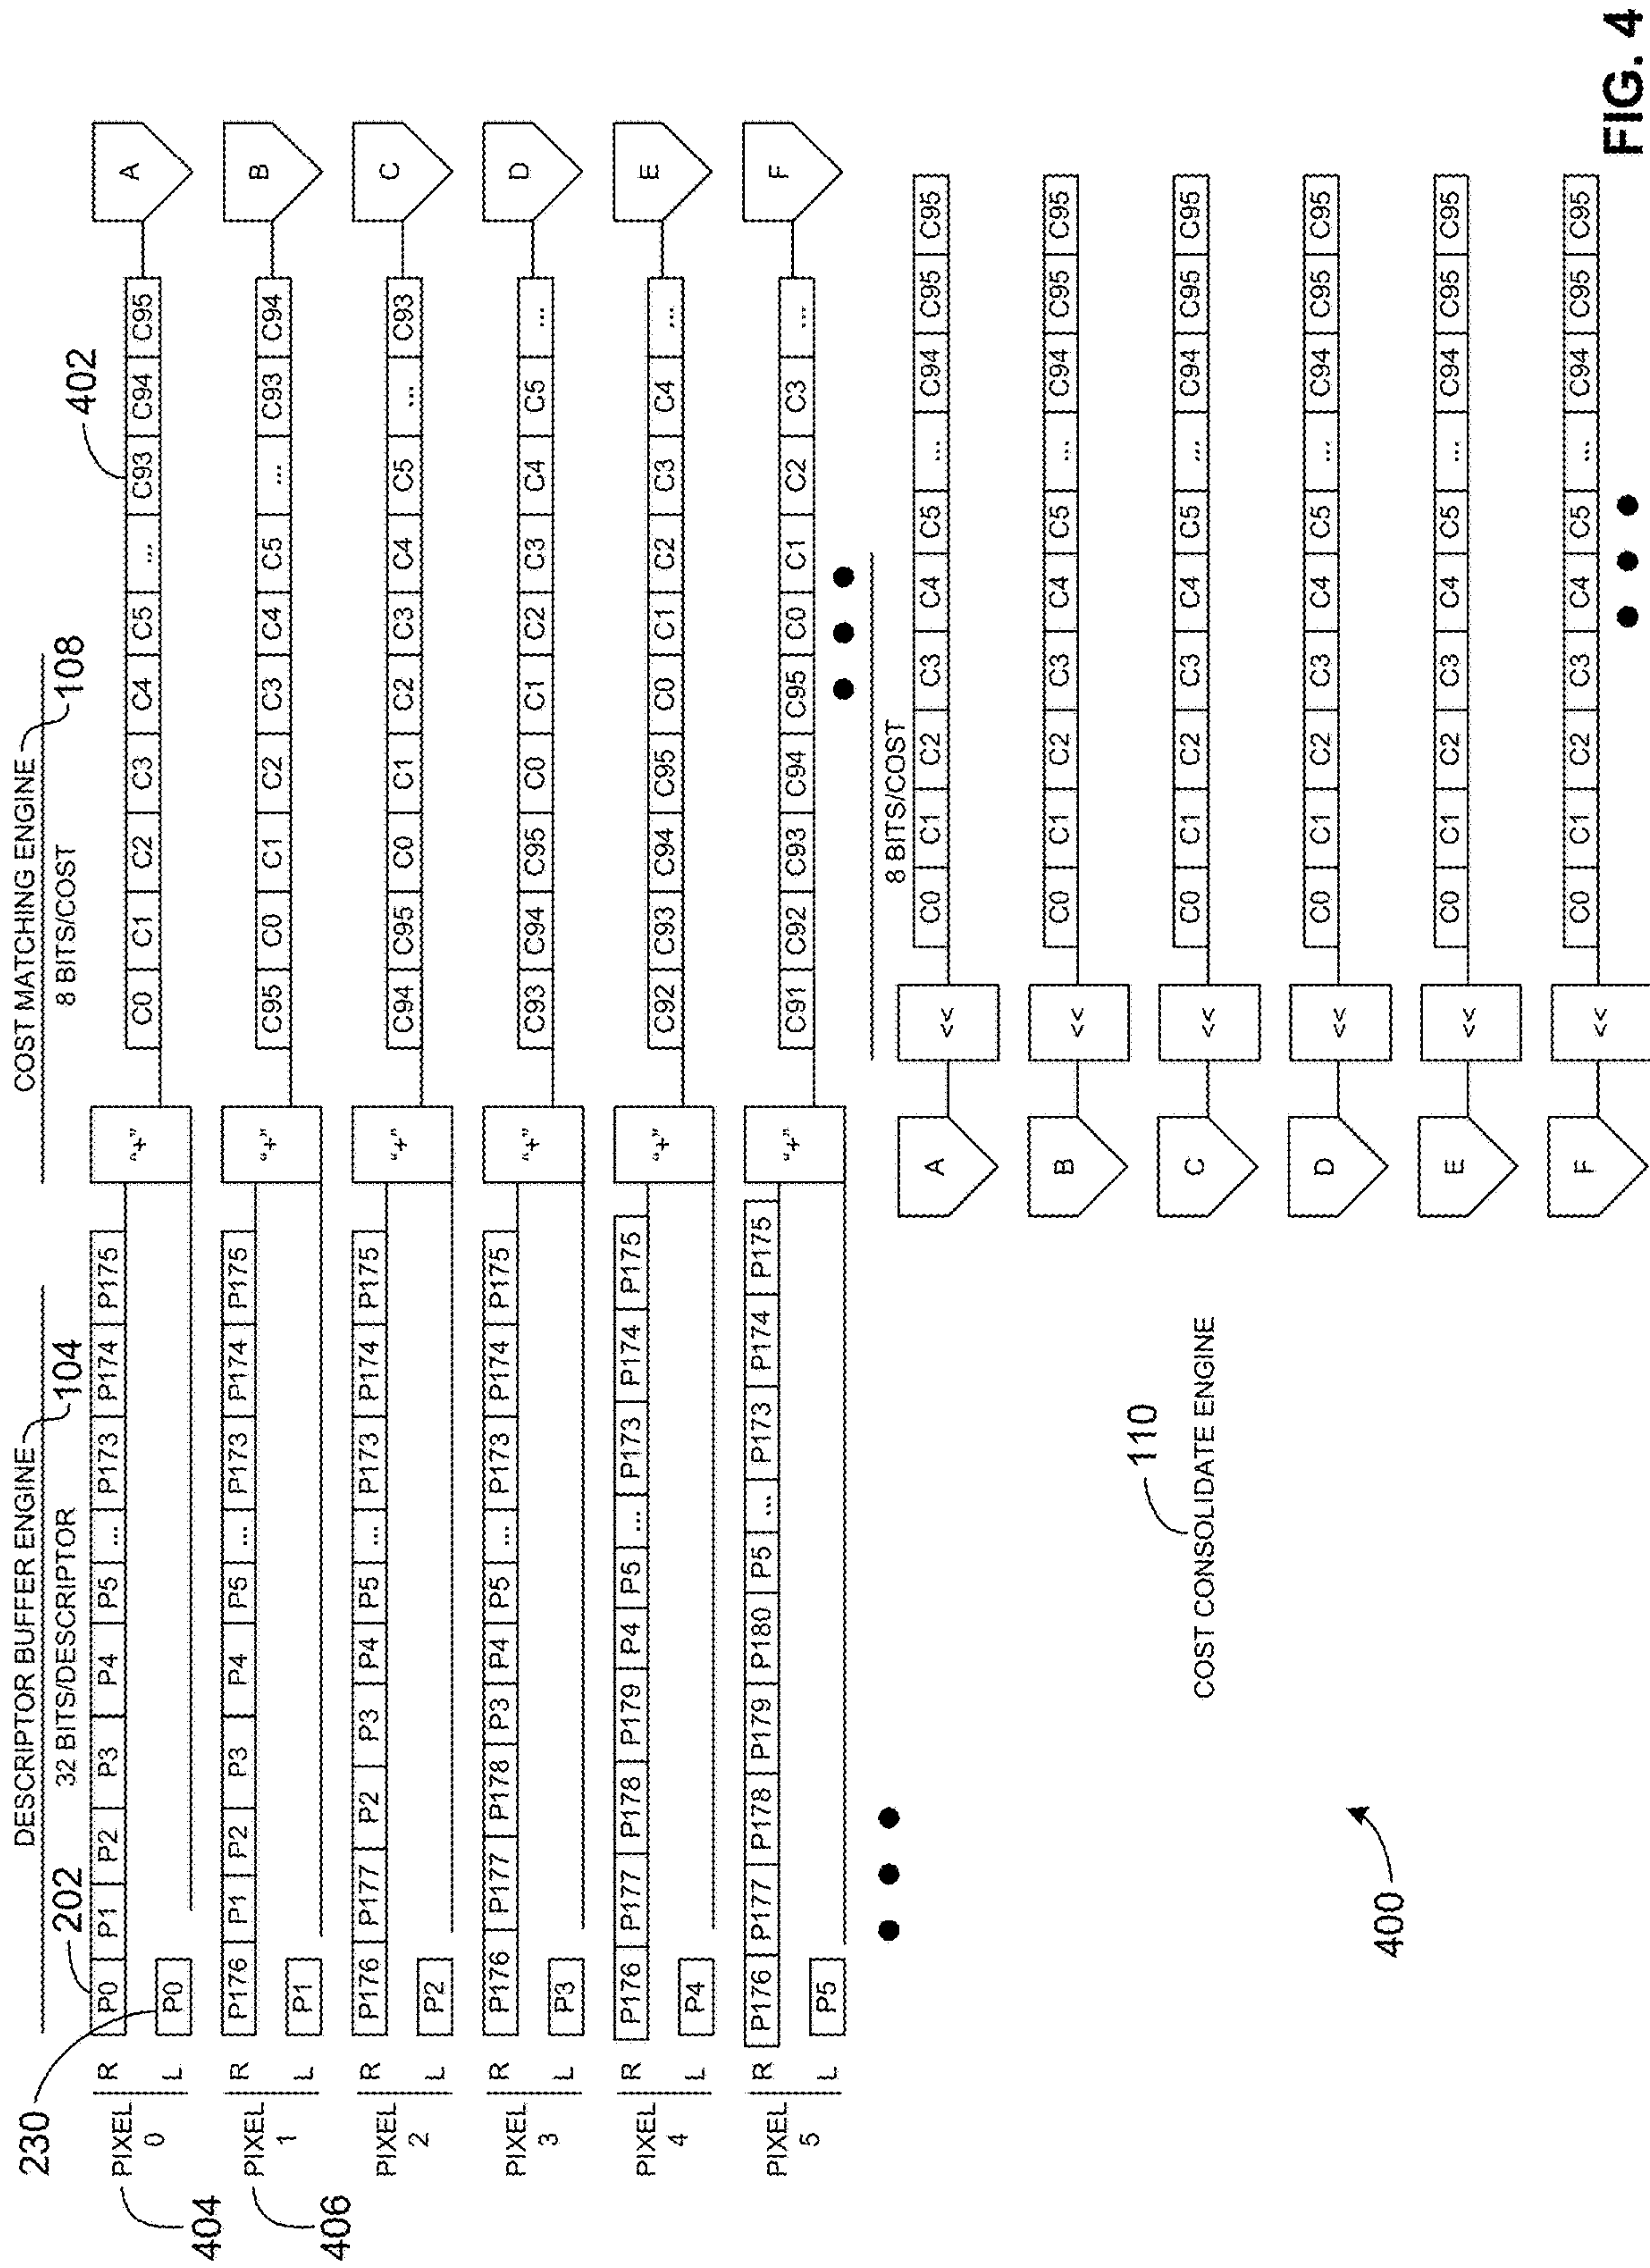 DESCRIPTOR BUFFER ENGINE 104
COST MATCHING ENGINE 108
202 32 BITS/DESCRIPTOR
8 BITS/COST 402
230
404 PIXEL 0 R P0 P1 P2 P3 P4 P5 ... P173 P174 P175 "+" C0 C1 C2 C3 C4 C5 ... C93 C94 C95 A
L P0
406 PIXEL 1 R P176 P1 P2 P3 P4 P5 ... P173 P174 P175 "+" C95 C0 C1 C2 C3 C4 C5 ... C93 C94 B
L P1
PIXEL 2 R P176 P177 P2 P3 P4 P5 ... P173 P174 P175 "+" C94 C95 C0 C1 C2 C3 C4 C5 ... C93 C
L P2
PIXEL 3 R P176 P177 P178 P3 P4 P5 ... P173 P174 P175 "+" C93 C94 C95 C0 C1 C2 C3 C4 C5 ... D
L P3
PIXEL 4 R P176 P177 P178 P179 P4 P5 ... P173 P174 P175 "+" C92 C93 C94 C95 C0 C1 C2 C3 C4 ... E
L P4
PIXEL 5 R P176 P177 P178 P179 P180 P5 ... P173 P174 P175 "+" C91 C92 C93 C94 C95 C0 C1 C2 C3 ... F
L P5
8 BITS/COST
A << C0 C1 C2 C3 C4 C5 ... C94 C95 C95
B << C0 C1 C2 C3 C4 C5 ... C94 C95 C95
C << C0 C1 C2 C3 C4 C5 ... C94 C95 C95
D << C0 C1 C2 C3 C4 C5 ... C94 C95 C95
E << C0 C1 C2 C3 C4 C5 ... C94 C95 C95
F << C0 C1 C2 C3 C4 C5 ... C94 C95 C95
110
COST CONSOLIDATE ENGINE
400
FIG. 4